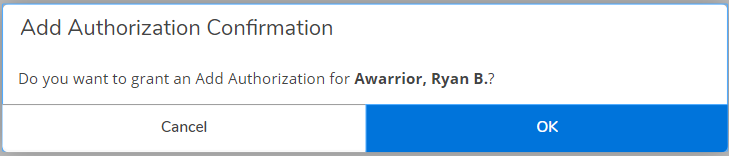 Add Authorization Confirmation
Do you want to grant an Add Authorization for Awarrior, Ryan B.?
Cancel
OK